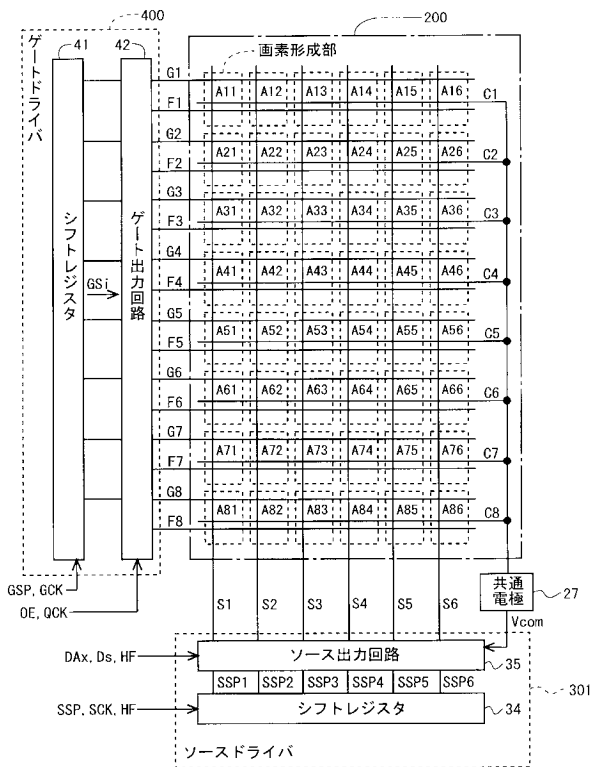 400
200
41
42
ゲートドライバ
シフトレジスタ
ゲート出力回路
GSi
画素形成部
G1
A11 A12 A13 A14 A15 A16
C1
F1
G2
A21 A22 A23 A24 A25 A26
C2
F2
G3
A31 A32 A33 A34 A35 A36
C3
F3
G4
A41 A42 A43 A44 A45 A46
C4
F4
G5
A51 A52 A53 A54 A55 A56
C5
F5
G6
A61 A62 A63 A64 A65 A66
C6
F6
G7
A71 A72 A73 A74 A75 A76
C7
F7
G8
A81 A82 A83 A84 A85 A86
C8
F8
GSP, GCK
OE, QCK
S1 S2 S3 S4 S5 S6
共通電極
27
Vcom
DAx, Ds, HF
ソース出力回路
35
SSP1 SSP2 SSP3 SSP4 SSP5 SSP6
301
SSP, SCK, HF
シフトレジスタ
34
ソースドライバ